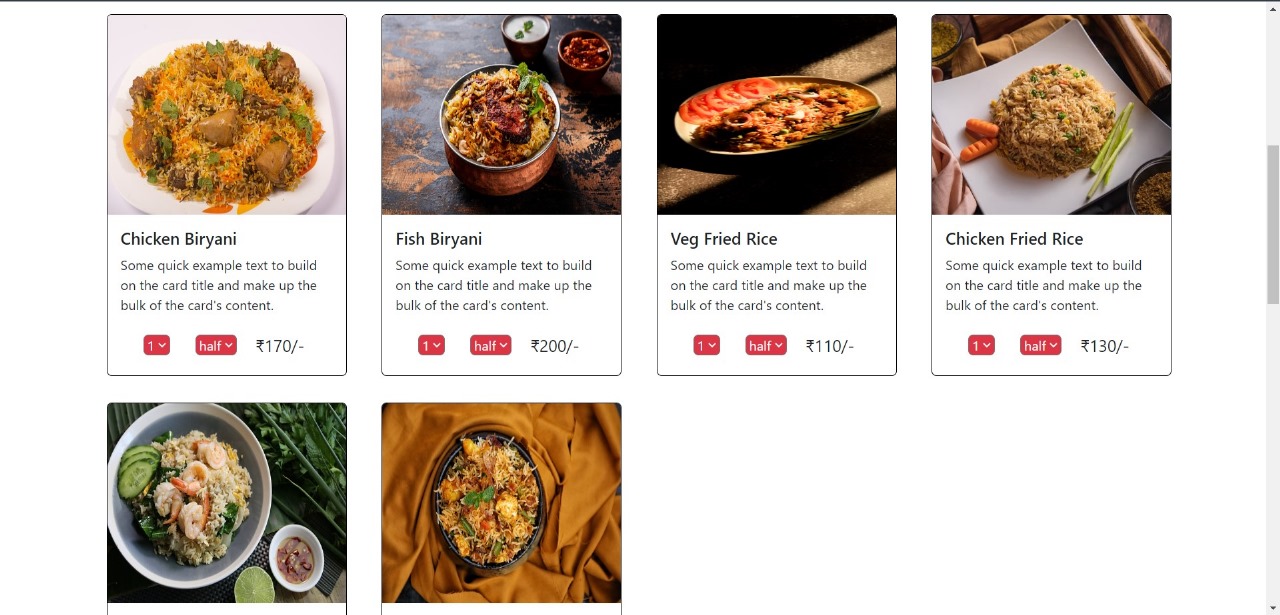 Chicken Biryani
Some quick example text to build
on the card title and make up the
bulk of the card's content.
1 half ₹170/-
Fish Biryani
Some quick example text to build
on the card title and make up the
bulk of the card's content.
1 half ₹200/-
Veg Fried Rice
Some quick example text to build
on the card title and make up the
bulk of the card's content.
1 half ₹110/-
Chicken Fried Rice
Some quick example text to build
on the card title and make up the
bulk of the card's content.
1 half ₹130/-